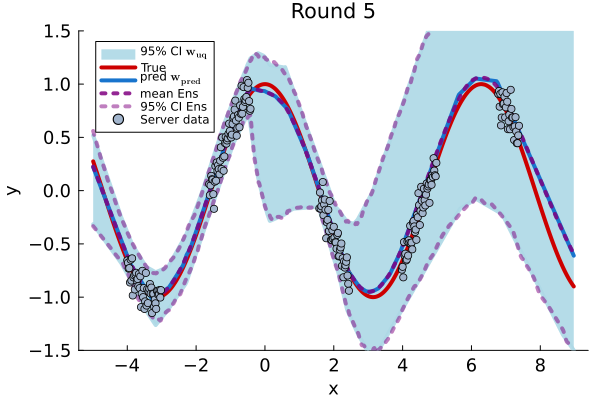 Round 5
95% CI w_uq
True
pred w_pred
mean Ens
95% CI Ens
Server data
1.5
1.0
0.5
0.0
−0.5
−1.0
−1.5
y
−4 −2 0 2 4 6 8
x